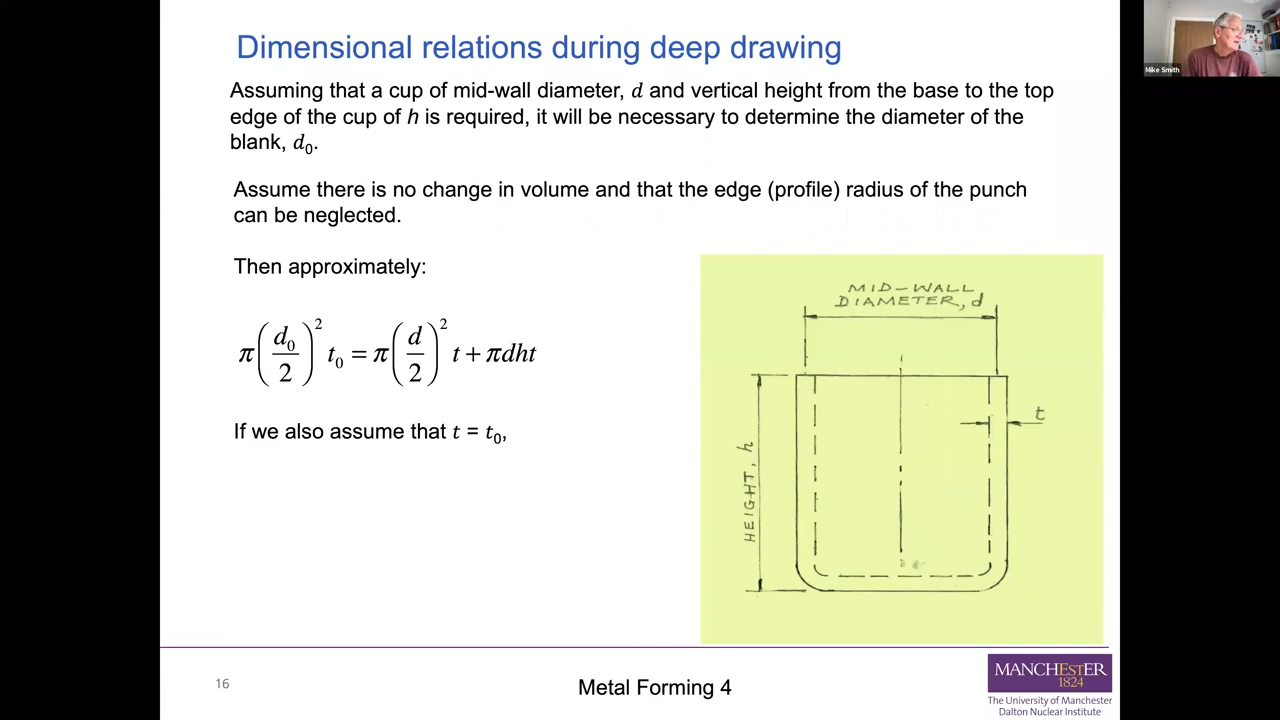 Dimensional relations during deep drawing
Mike Smith
Assuming that a cup of mid-wall diameter, d and vertical height from the base to the top
edge of the cup of h is required, it will be necessary to determine the diameter of the
blank, d₀.
Assume there is no change in volume and that the edge (profile) radius of the punch
can be neglected.
Then approximately:
π(d₀/2)² t₀ = π(d/2)² t + πdht
If we also assume that t = t₀,
MID-WALL
DIAMETER, d
t
HEIGHT, h
16
Metal Forming 4
MANCHESTER
1824
The University of Manchester
Dalton Nuclear Institute